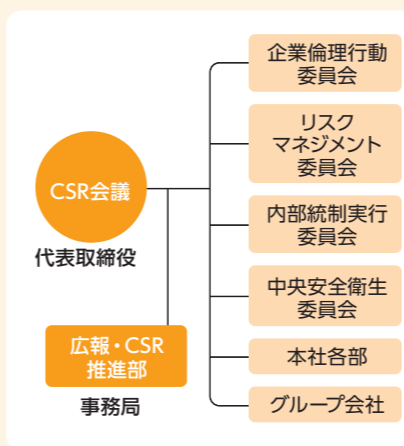 CSR会議
代表取締役
広報・CSR
推進部
事務局
企業倫理行動
委員会
リスク
マネジメント
委員会
内部統制実行
委員会
中央安全衛生
委員会
本社各部
グループ会社